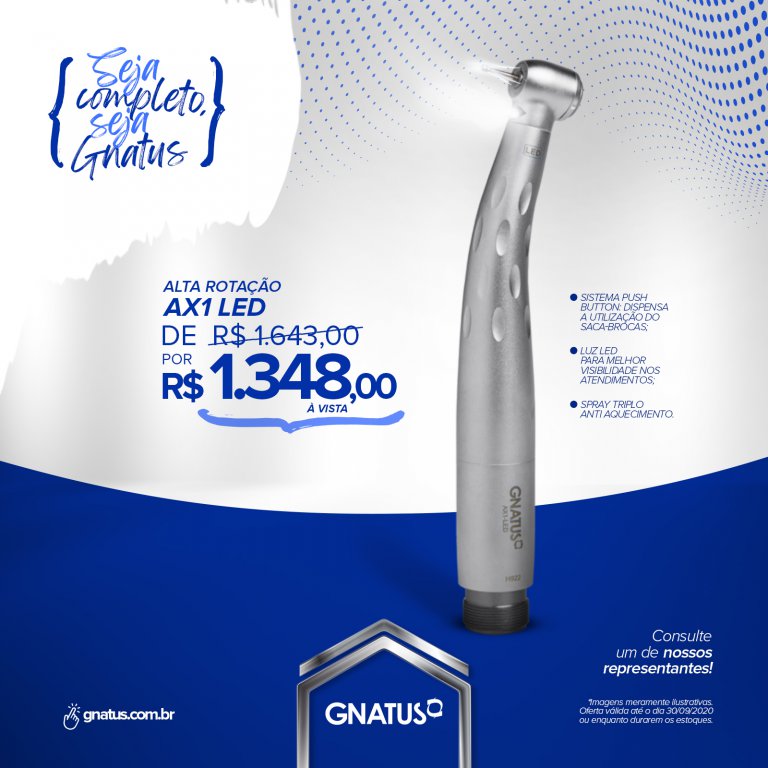 Seja
completo,
seja
Gnatus
ALTA ROTAÇÃO
AX1 LED
DE R$ 1.643,00
POR
R$ 1.348,00
À VISTA
LED
SISTEMA PUSH
BUTTON: DISPENSA
A UTILIZAÇÃO DO
SACA-BROCAS;
LUZ LED
PARA MELHOR
VISIBILIDADE NOS
ATENDIMENTOS;
SPRAY TRIPLO
ANTI AQUECIMENTO.
GNATUS
AX1-LED
H922
Consulte
um de nossos
representantes!
*Imagens meramente ilustrativas.
Oferta válida até o dia 30/09/2020
ou enquanto durarem os estoques.
gnatus.com.br
GNATUS